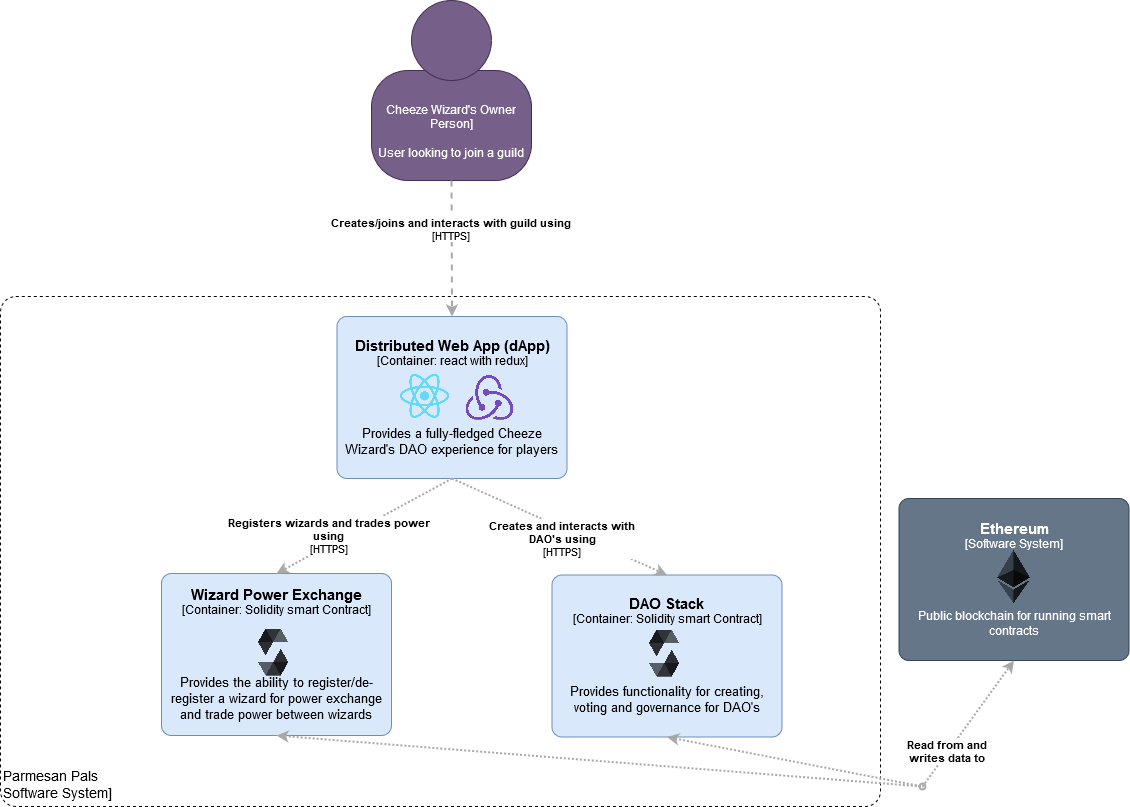 Cheeze Wizard's Owner
Person]
User looking to join a guild
Creates/joins and interacts with guild using
[HTTPS]
Distributed Web App (dApp)
[Container: react with redux]
Provides a fully-fledged Cheeze
Wizard's DAO experience for players
Registers wizards and trades power
using
[HTTPS]
Creates and interacts with
DAO's using
[HTTPS]
Wizard Power Exchange
[Container: Solidity smart Contract]
Provides the ability to register/de-
register a wizard for power exchange
and trade power between wizards
DAO Stack
[Container: Solidity smart Contract]
Provides functionality for creating,
voting and governance for DAO's
Ethereum
[Software System]
Public blockchain for running smart
contracts
Read from and
writes data to
Parmesan Pals
Software System]